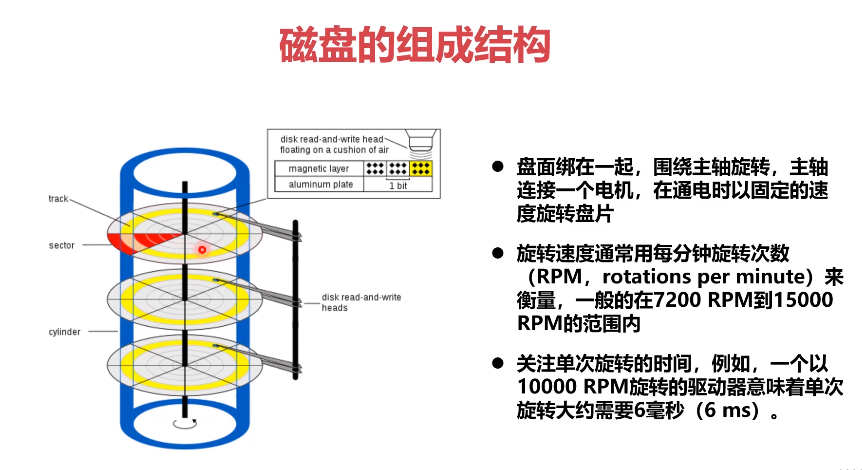 磁盘的组成结构
disk read-and-write head
floating on a cushion of air
magnetic layer
aluminum plate
1 bit
track
sector
cylinder
disk read-and-write
heads
● 盘面绑在一起，围绕主轴旋转，主轴
连接一个电机，在通电时以固定的速
度旋转盘片
● 旋转速度通常用每分钟旋转次数
（RPM，rotations per minute）来
衡量，一般的在7200 RPM到15000
RPM的范围内
● 关注单次旋转的时间，例如，一个以
10000 RPM旋转的驱动器意味着单次
旋转大约需要6毫秒（6 ms）。